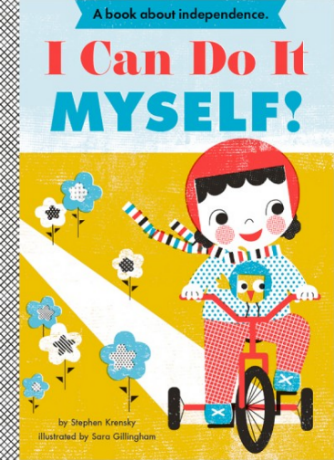 A book about independence.
I Can Do It
MYSELF!
by Stephen Krensky
illustrated by Sara Gillingham